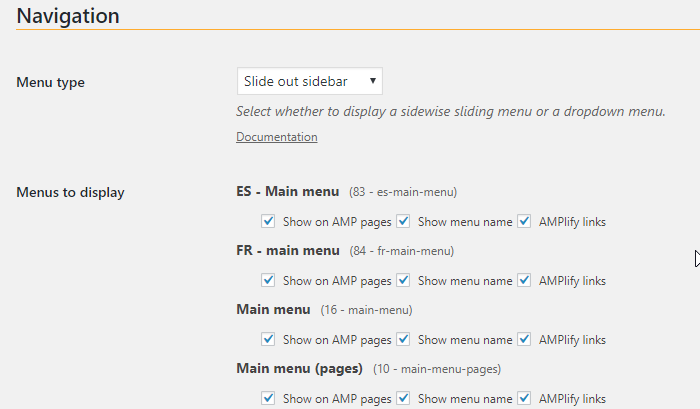 Navigation
Menu type
Slide out sidebar
Select whether to display a sidewise sliding menu or a dropdown menu.
Documentation
Menus to display
ES - Main menu (83 - es-main-menu)
Show on AMP pages Show menu name AMPlify links
FR - main menu (84 - fr-main-menu)
Show on AMP pages Show menu name AMPlify links
Main menu (16 - main-menu)
Show on AMP pages Show menu name AMPlify links
Main menu (pages) (10 - main-menu-pages)
Show on AMP pages Show menu name AMPlify links